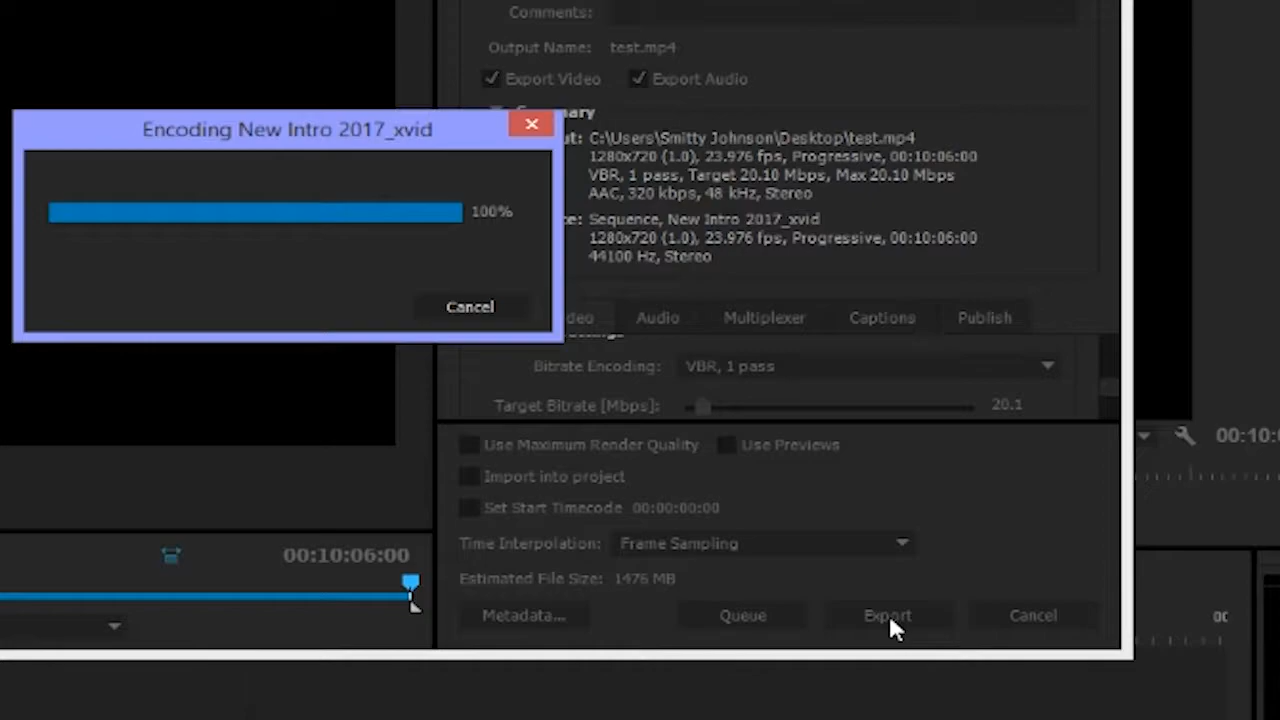 Comments:
Output Name: test.mp4
Export Video Export Audio
Encoding New Intro 2017_xvid
100%
Cancel
C:\Users\Smitty Johnson\Desktop\test.mp4
1280x720 (1.0), 23.976 fps, Progressive, 00:10:06:00
VBR, 1 pass, Target 20.10 Mbps, Max 20.10 Mbps
AAC, 320 kbps, 48 kHz, Stereo
Sequence, New Intro 2017_xvid
1280x720 (1.0), 23.976 fps, Progressive, 00:10:06:00
44100 Hz, Stereo
Audio Multiplexer Captions Publish
Bitrate Encoding: VBR, 1 pass
Target Bitrate [Mbps]: 20.1
Use Maximum Render Quality Use Previews
Import into project
Set Start Timecode 00:00:00:00
Time Interpolation: Frame Sampling
Estimated File Size: 1476 MB
Metadata... Queue Export Cancel
00:10:06:00
00:10:0
00